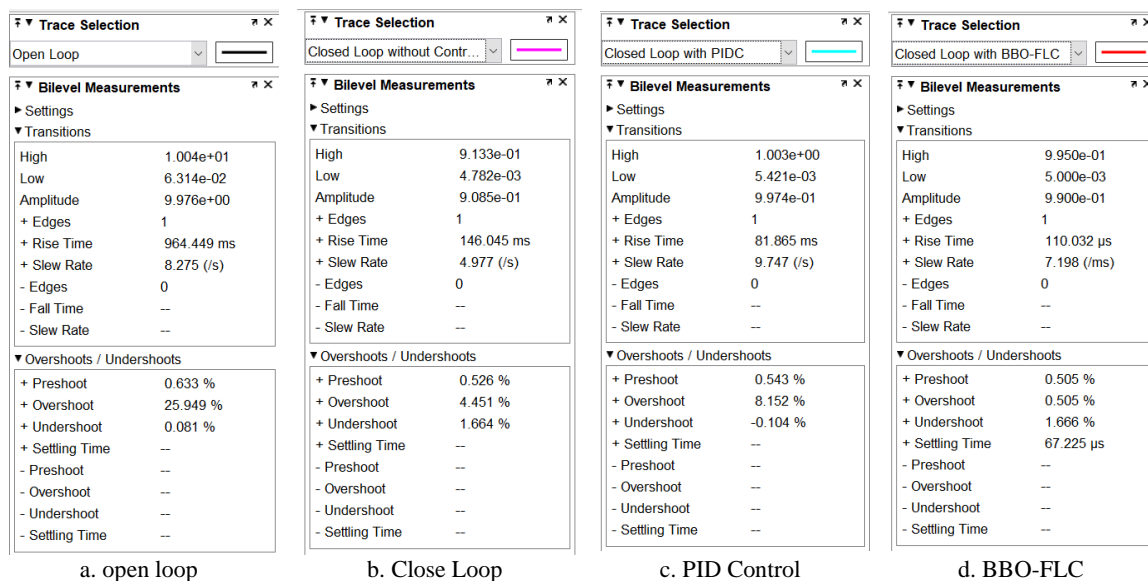 Trace Selection
Open Loop
Bilevel Measurements
Settings
Transitions
High 1.004e+01
Low 6.314e-02
Amplitude 9.976e+00
+ Edges 1
+ Rise Time 964.449 ms
+ Slew Rate 8.275 (/s)
- Edges 0
- Fall Time --
- Slew Rate --
Overshoots / Undershoots
+ Preshoot 0.633 %
+ Overshoot 25.949 %
+ Undershoot 0.081 %
+ Settling Time --
- Preshoot --
- Overshoot --
- Undershoot --
- Settling Time --
a. open loop
Trace Selection
Closed Loop without Contr...
Bilevel Measurements
Settings
Transitions
High 9.133e-01
Low 4.782e-03
Amplitude 9.085e-01
+ Edges 1
+ Rise Time 146.045 ms
+ Slew Rate 4.977 (/s)
- Edges 0
- Fall Time --
- Slew Rate --
Overshoots / Undershoots
+ Preshoot 0.526 %
+ Overshoot 4.451 %
+ Undershoot 1.664 %
+ Settling Time --
- Preshoot --
- Overshoot --
- Undershoot --
- Settling Time --
b. Close Loop
Trace Selection
Closed Loop with PIDC
Bilevel Measurements
Settings
Transitions
High 1.003e+00
Low 5.421e-03
Amplitude 9.974e-01
+ Edges 1
+ Rise Time 81.865 ms
+ Slew Rate 9.747 (/s)
- Edges 0
- Fall Time --
- Slew Rate --
Overshoots / Undershoots
+ Preshoot 0.543 %
+ Overshoot 8.152 %
+ Undershoot -0.104 %
+ Settling Time --
- Preshoot --
- Overshoot --
- Undershoot --
- Settling Time --
c. PID Control
Trace Selection
Closed Loop with BBO-FLC
Bilevel Measurements
Settings
Transitions
High 9.950e-01
Low 5.000e-03
Amplitude 9.900e-01
+ Edges 1
+ Rise Time 110.032 µs
+ Slew Rate 7.198 (/ms)
- Edges 0
- Fall Time --
- Slew Rate --
Overshoots / Undershoots
+ Preshoot 0.505 %
+ Overshoot 0.505 %
+ Undershoot 1.666 %
+ Settling Time 67.225 µs
- Preshoot --
- Overshoot --
- Undershoot --
- Settling Time --
d. BBO-FLC